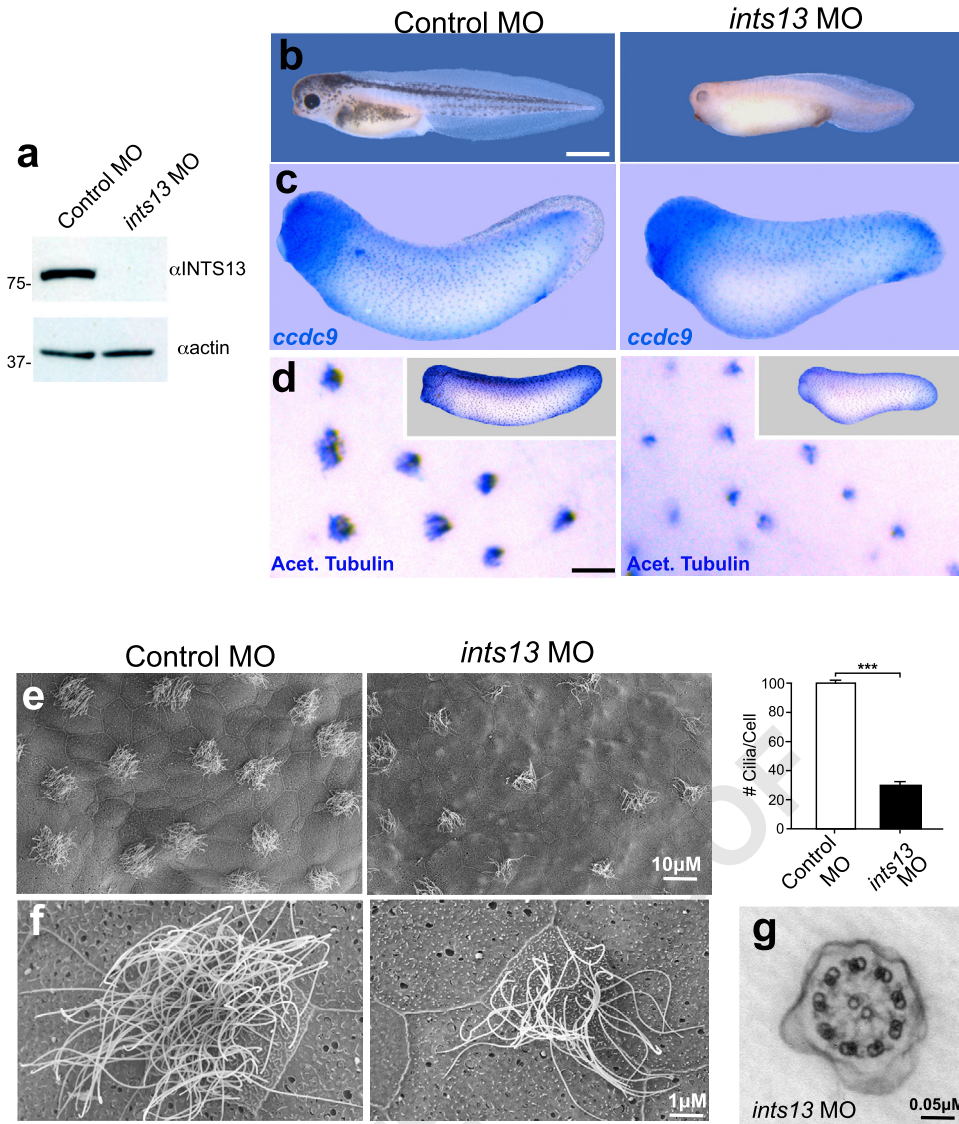 Control MO
ints13 MO
a
Control MO
ints13 MO
75-
αINTS13
37-
αactin
b
c
ccdc9
ccdc9
d
Acet. Tubulin
Acet. Tubulin
Control MO
ints13 MO
e
10μM
f
1μM
***
# Cilia/Cell
100
80
60
40
20
0
Control
MO
ints13
MO
OF
g
ints13 MO
0.05μM